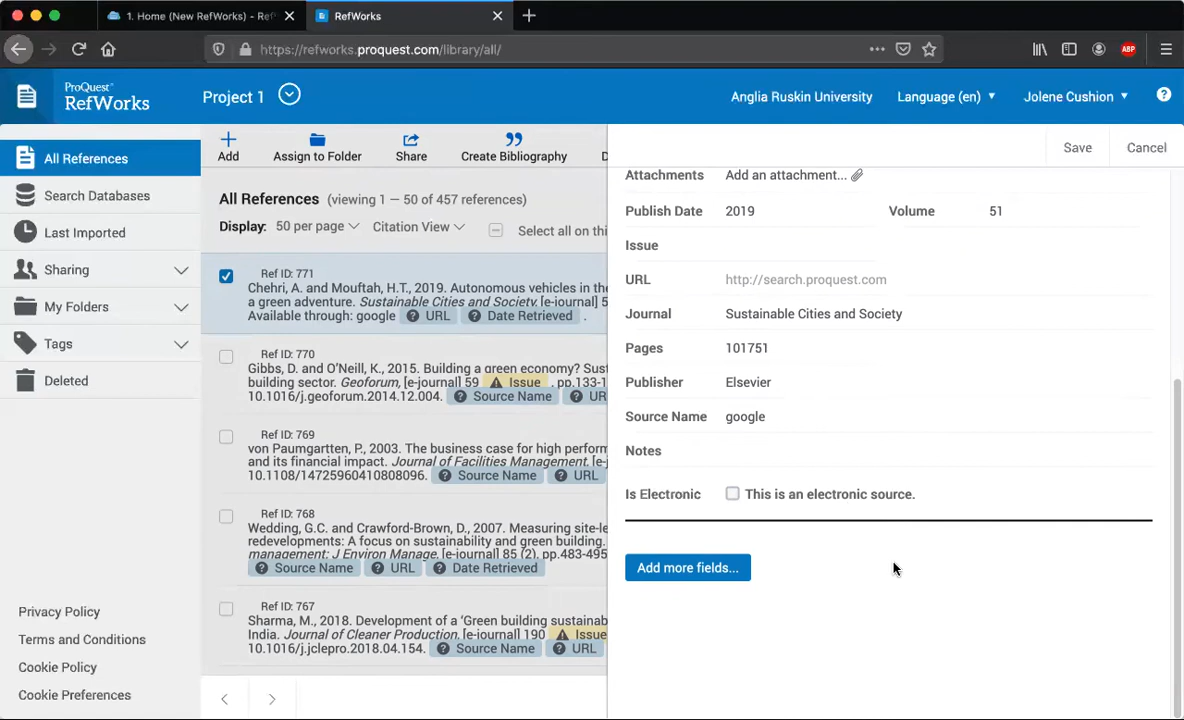 1. Home (New RefWorks) - Ref
RefWorks
https://refworks.proquest.com/library/all/
ABP
ProQuest
RefWorks
Project 1
Anglia Ruskin University
Language (en)
Jolene Cushion
All References
Search Databases
Last Imported
Sharing
My Folders
Tags
Deleted
Privacy Policy
Terms and Conditions
Cookie Policy
Cookie Preferences
Add
Assign to Folder
Share
Create Bibliography
D
All References (viewing 1 — 50 of 457 references)
Display: 50 per page Citation View Select all on thi
Ref ID: 771
Chehri, A. and Mouftah, H.T., 2019. Autonomous vehicles in the
a green adventure. Sustainable Cities and Society, [e-journal] 5
Available through: google URL Date Retrieved .
Ref ID: 770
Gibbs, D. and O'Neill, K., 2015. Building a green economy? Sus
building sector. Geoforum, [e-journal] 59 Issue . pp.133-1
10.1016/j.geoforum.2014.12.004. Source Name UR
Ref ID: 769
von Paumgartten, P., 2003. The business case for high perform
and its financial impact. Journal of Facilities Management, [e-j
10.1108/14725960410808096. Source Name URL
Ref ID: 768
Wedding, G.C. and Crawford-Brown, D., 2007. Measuring site-le
redevelopments: A focus on sustainability and green building.
management: J Environ Manage, [e-journal] 85 (2), pp.483-495
Source Name URL Date Retrieved
Ref ID: 767
Sharma, M., 2018. Development of a 'Green building sustainab
India. Journal of Cleaner Production, [e-journal] 190 Issue
10.1016/j.jclepro.2018.04.154. Source Name URL
Save
Cancel
Attachments Add an attachment...
Publish Date 2019 Volume 51
Issue
URL http://search.proquest.com
Journal Sustainable Cities and Society
Pages 101751
Publisher Elsevier
Source Name google
Notes
Is Electronic This is an electronic source.
Add more fields...